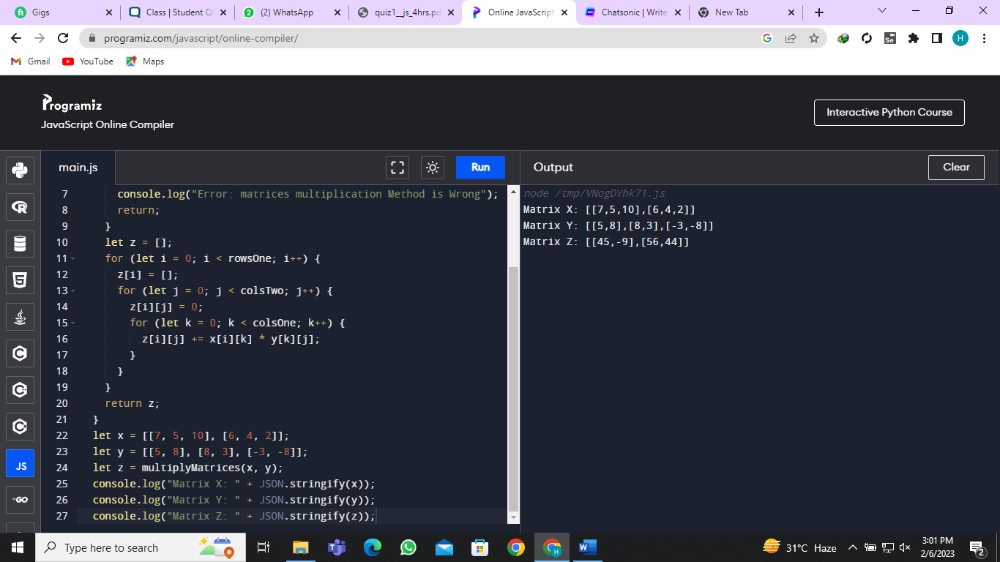 Gigs
Class | Student Q
(2) WhatsApp
quiz1__js_4hrs.pd
Online JavaScript
Chatsonic | Write
New Tab
programiz.com/javascript/online-compiler/
H
Gmail
YouTube
Maps
Programiz
JavaScript Online Compiler
Interactive Python Course
main.js
Run
Output
Clear
7 console.log("Error: matrices multiplication Method is Wrong");
8 return;
9 }
10 let z = [];
11 for (let i = 0; i < rowsOne; i++) {
12 z[i] = [];
13 for (let j = 0; j < colsTwo; j++) {
14 z[i][j] = 0;
15 for (let k = 0; k < colsOne; k++) {
16 z[i][j] += x[i][k] * y[k][j];
17 }
18 }
19 }
20 return z;
21 }
22 let x = [[7, 5, 10], [6, 4, 2]];
23 let y = [[5, 8], [8, 3], [-3, -8]];
24 let z = multiplyMatrices(x, y);
25 console.log("Matrix X: " + JSON.stringify(x));
26 console.log("Matrix Y: " + JSON.stringify(y));
27 console.log("Matrix Z: " + JSON.stringify(z));
JS
GO
node /tmp/VNogDYhk71.js
Matrix X: [[7,5,10],[6,4,2]]
Matrix Y: [[5,8],[8,3],[-3,-8]]
Matrix Z: [[45,-9],[56,44]]
Type here to search
31°C Haze
3:01 PM
2/6/2023
2